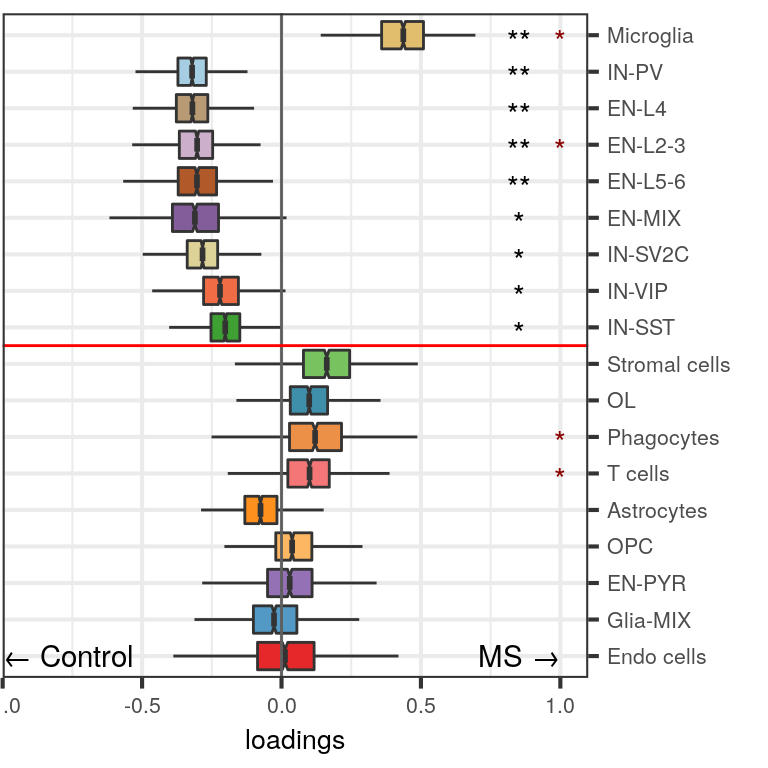 Microglia ** *
IN-PV **
EN-L4 **
EN-L2-3 ** *
EN-L5-6 **
EN-MIX *
IN-SV2C *
IN-VIP *
IN-SST *
Stromal cells
OL
Phagocytes *
T cells *
Astrocytes
OPC
EN-PYR
Glia-MIX
← Control MS → Endo cells
.0 -0.5 0.0 0.5 1.0
loadings